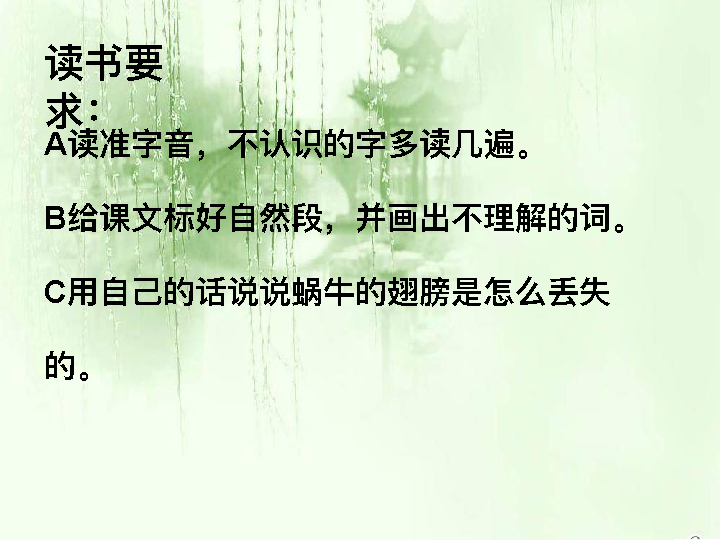 读书要
求：
A读准字音，不认识的字多读几遍。
B给课文标好自然段，并画出不理解的词。
C用自己的话说说蜗牛的翅膀是怎么丢失
的。